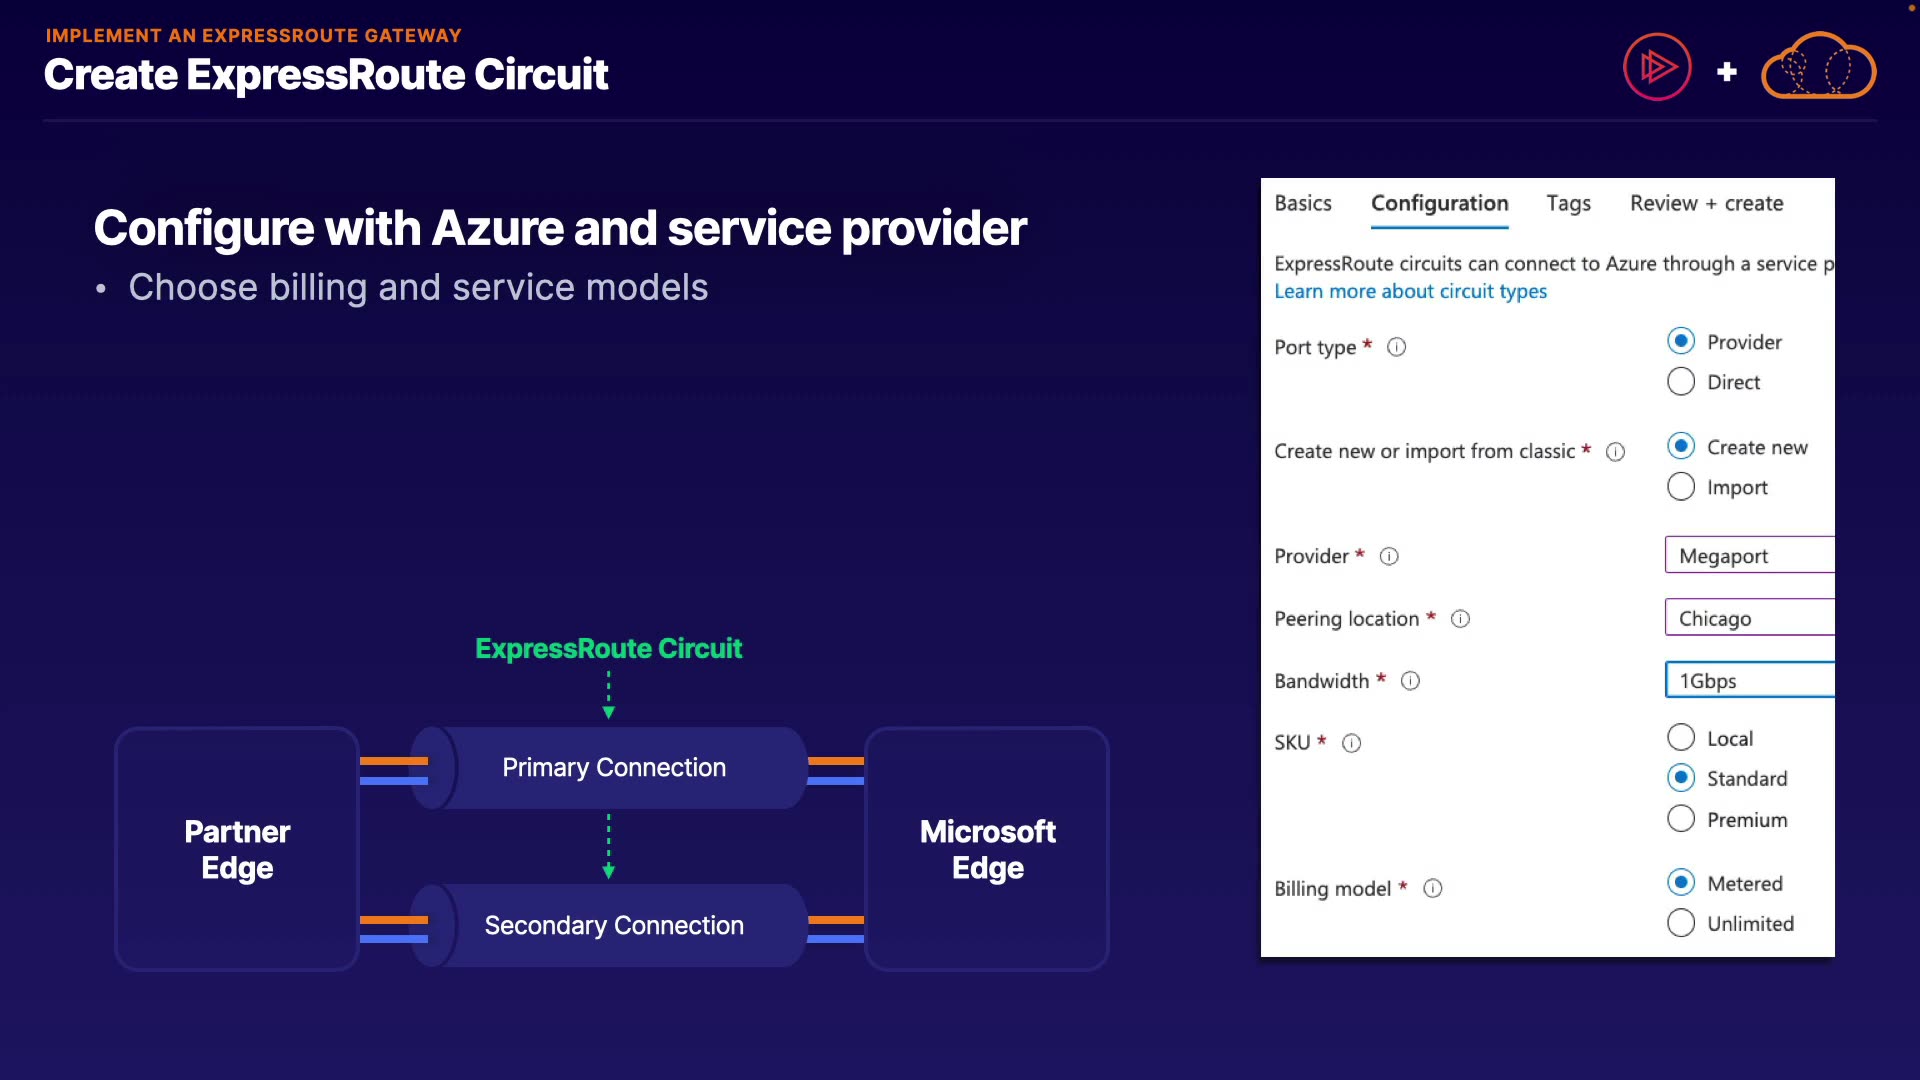 IMPLEMENT AN EXPRESSROUTE GATEWAY
Create ExpressRoute Circuit
+
Configure with Azure and service provider
• Choose billing and service models
ExpressRoute Circuit
Partner
Edge
Primary Connection
Secondary Connection
Microsoft
Edge
Basics Configuration Tags Review + create
ExpressRoute circuits can connect to Azure through a service p
Learn more about circuit types
Port type *
Provider
Direct
Create new or import from classic *
Create new
Import
Provider * Megaport
Peering location * Chicago
Bandwidth * 1Gbps
SKU *
Local
Standard
Premium
Billing model *
Metered
Unlimited